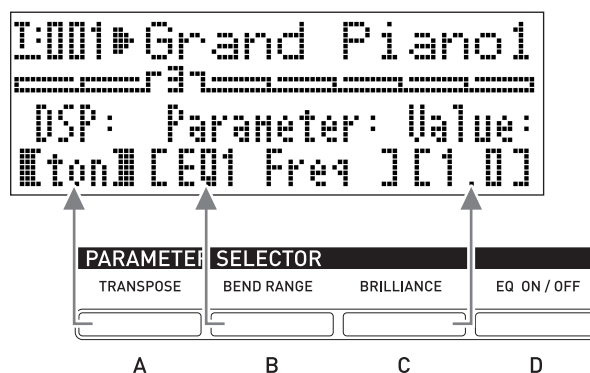 T:001▶Grand Piano1
r3
DSP: Parameter: Value:
[ton] [EQ1 Freq ][1.0]
PARAMETER SELECTOR
TRANSPOSE BEND RANGE BRILLIANCE EQ ON / OFF
A B C D